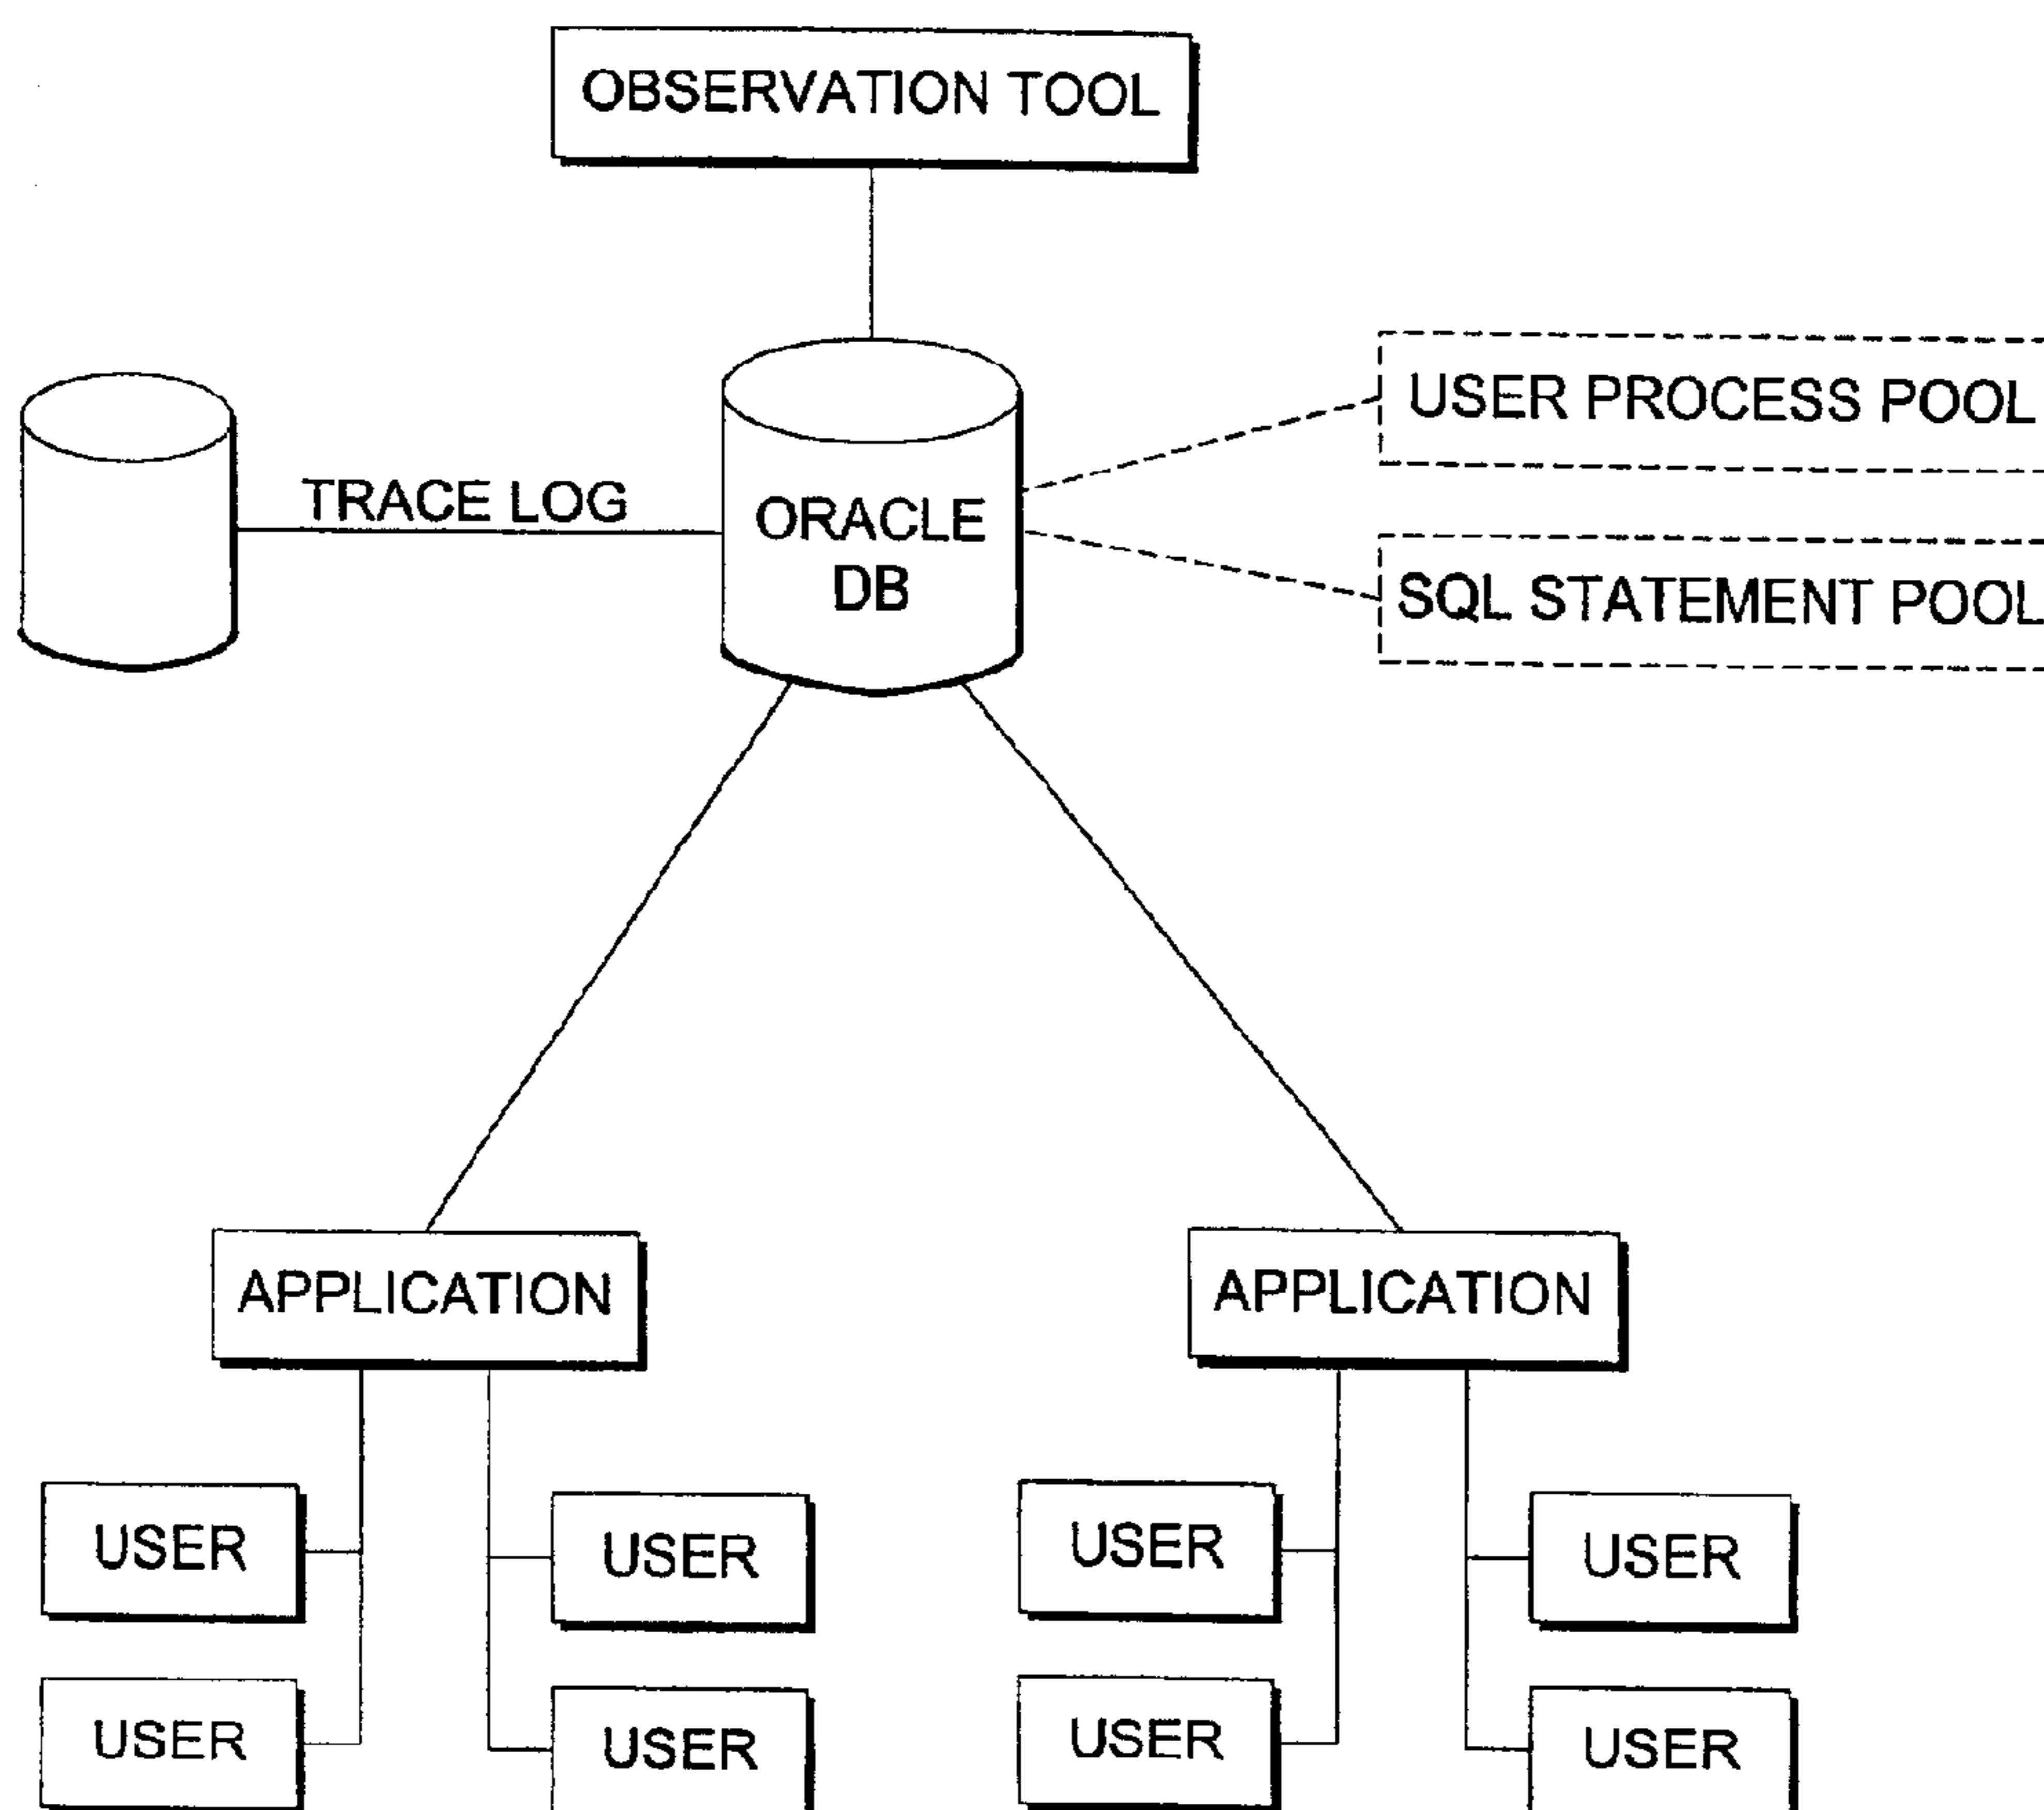 OBSERVATION TOOL
USER PROCESS POOL
TRACE LOG
ORACLE
DB
SQL STATEMENT POOL
APPLICATION
APPLICATION
USER
USER
USER
USER
USER
USER
USER
USER